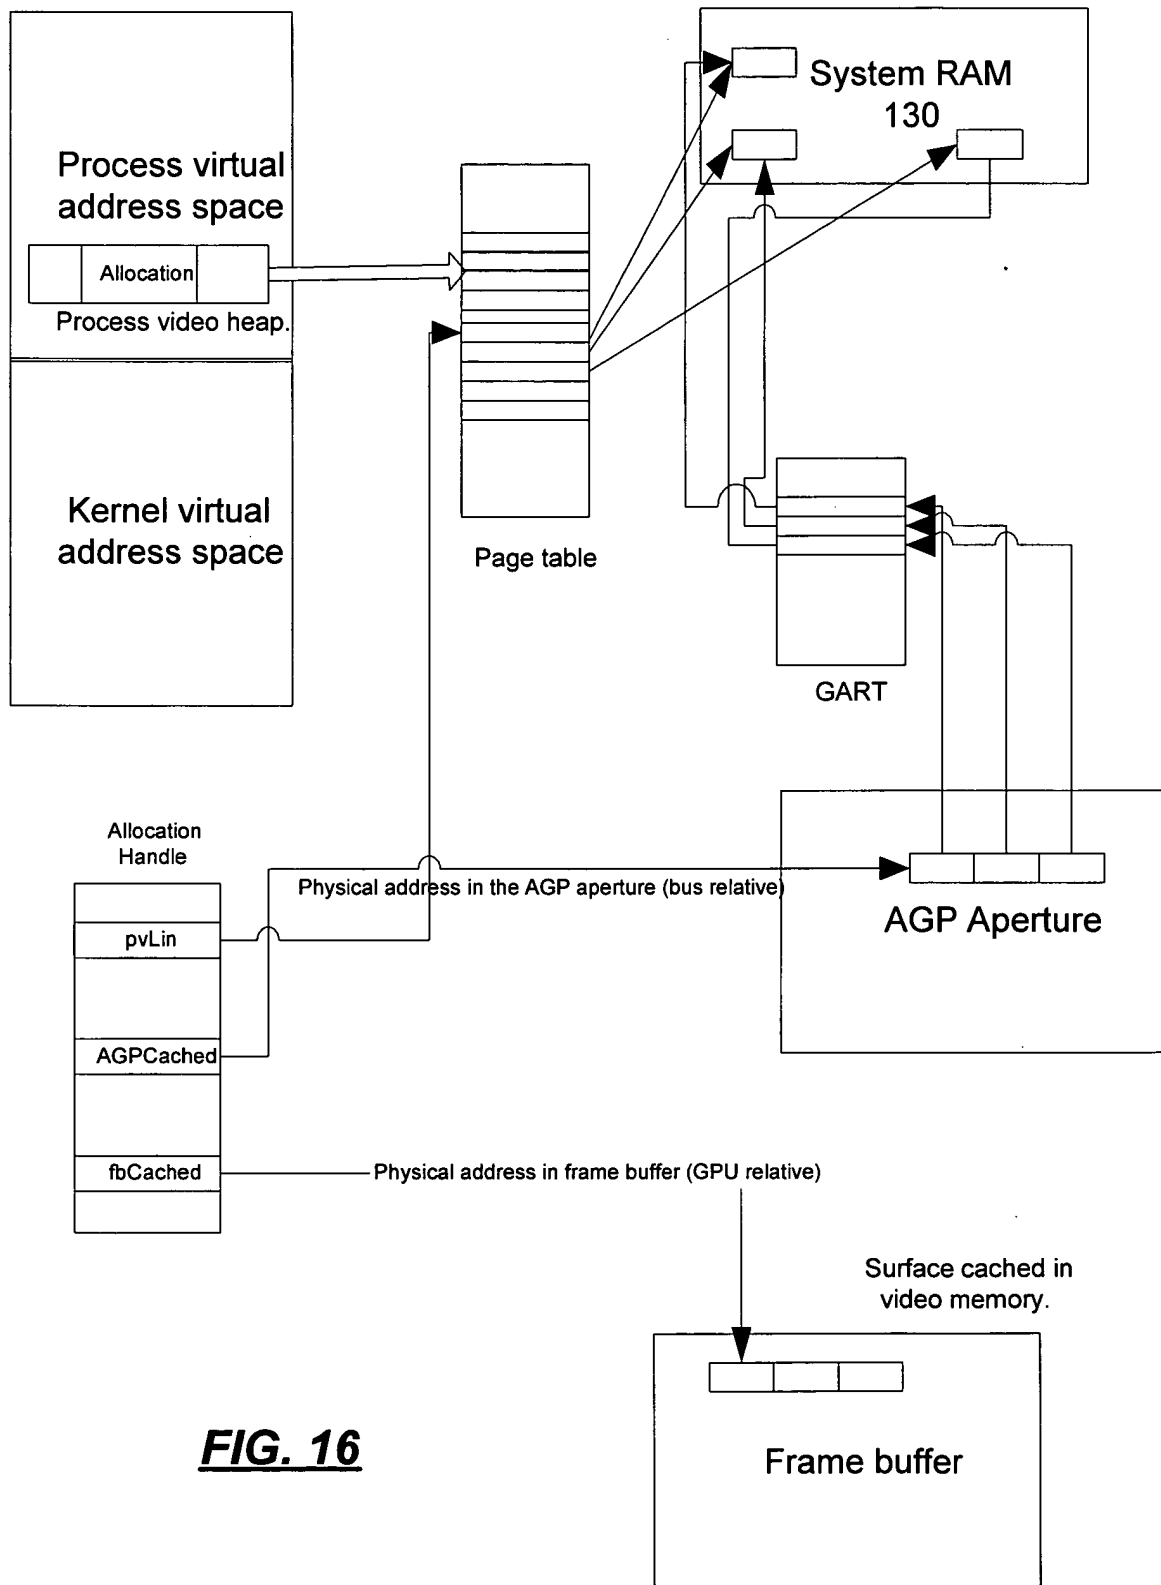 System RAM
130
Process virtual
address space
Allocation
Process video heap.
Kernel virtual
address space
Page table
GART
Allocation
Handle
Physical address in the AGP aperture (bus relative)
pvLin
AGP Aperture
AGPCached
fbCached
Physical address in frame buffer (GPU relative)
Surface cached in
video memory.
FIG. 16
Frame buffer